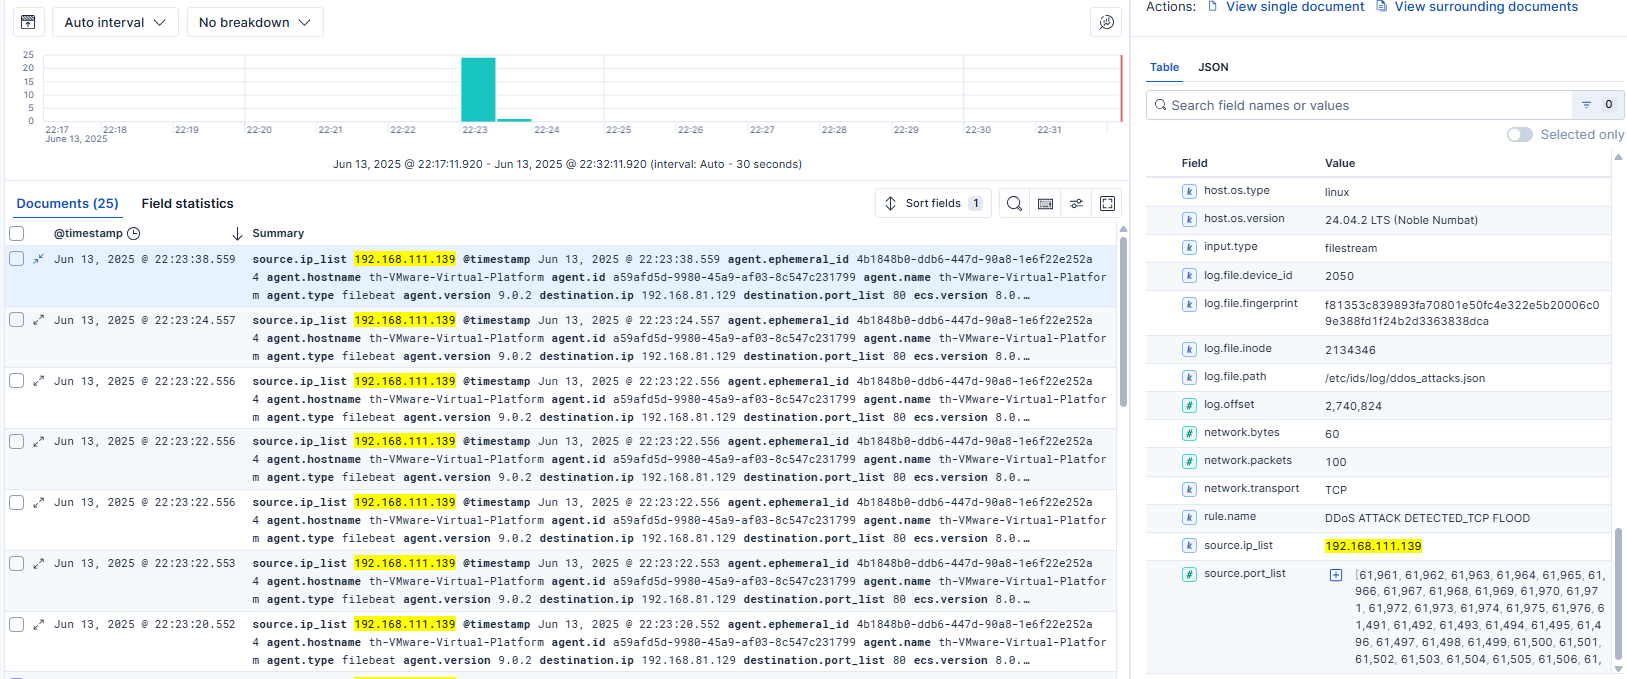 Auto interval
No breakdown
25
20
15
10
5
0
22:17 22:18 22:19 22:20 22:21 22:22 22:23 22:24 22:25 22:26 22:27 22:28 22:29 22:30 22:31
June 13, 2025
Jun 13, 2025 @ 22:17:11.920 - Jun 13, 2025 @ 22:32:11.920 (interval: Auto - 30 seconds)
Documents (25) Field statistics
Sort fields 1
@timestamp Summary
Jun 13, 2025 @ 22:23:38.559 source.ip_list 192.168.111.139 @timestamp Jun 13, 2025 @ 22:23:38.559 agent.ephemeral_id 4b1848b0-ddb6-447d-90a8-1e6f22e252a
4 agent.hostname th-VMware-Virtual-Platform agent.id a59afd5d-9980-45a9-af03-8c547c231799 agent.name th-VMware-Virtual-Platfor
m agent.type filebeat agent.version 9.0.2 destination.ip 192.168.81.129 destination.port_list 80 ecs.version 8.0.…
Jun 13, 2025 @ 22:23:24.557 source.ip_list 192.168.111.139 @timestamp Jun 13, 2025 @ 22:23:24.557 agent.ephemeral_id 4b1848b0-ddb6-447d-90a8-1e6f22e252a
4 agent.hostname th-VMware-Virtual-Platform agent.id a59afd5d-9980-45a9-af03-8c547c231799 agent.name th-VMware-Virtual-Platfor
m agent.type filebeat agent.version 9.0.2 destination.ip 192.168.81.129 destination.port_list 80 ecs.version 8.0.…
Jun 13, 2025 @ 22:23:22.556 source.ip_list 192.168.111.139 @timestamp Jun 13, 2025 @ 22:23:22.556 agent.ephemeral_id 4b1848b0-ddb6-447d-90a8-1e6f22e252a
4 agent.hostname th-VMware-Virtual-Platform agent.id a59afd5d-9980-45a9-af03-8c547c231799 agent.name th-VMware-Virtual-Platfor
m agent.type filebeat agent.version 9.0.2 destination.ip 192.168.81.129 destination.port_list 80 ecs.version 8.0.…
Jun 13, 2025 @ 22:23:22.556 source.ip_list 192.168.111.139 @timestamp Jun 13, 2025 @ 22:23:22.556 agent.ephemeral_id 4b1848b0-ddb6-447d-90a8-1e6f22e252a
4 agent.hostname th-VMware-Virtual-Platform agent.id a59afd5d-9980-45a9-af03-8c547c231799 agent.name th-VMware-Virtual-Platfor
m agent.type filebeat agent.version 9.0.2 destination.ip 192.168.81.129 destination.port_list 80 ecs.version 8.0.…
Jun 13, 2025 @ 22:23:22.556 source.ip_list 192.168.111.139 @timestamp Jun 13, 2025 @ 22:23:22.556 agent.ephemeral_id 4b1848b0-ddb6-447d-90a8-1e6f22e252a
4 agent.hostname th-VMware-Virtual-Platform agent.id a59afd5d-9980-45a9-af03-8c547c231799 agent.name th-VMware-Virtual-Platfor
m agent.type filebeat agent.version 9.0.2 destination.ip 192.168.81.129 destination.port_list 80 ecs.version 8.0.…
Jun 13, 2025 @ 22:23:22.553 source.ip_list 192.168.111.139 @timestamp Jun 13, 2025 @ 22:23:22.553 agent.ephemeral_id 4b1848b0-ddb6-447d-90a8-1e6f22e252a
4 agent.hostname th-VMware-Virtual-Platform agent.id a59afd5d-9980-45a9-af03-8c547c231799 agent.name th-VMware-Virtual-Platfor
m agent.type filebeat agent.version 9.0.2 destination.ip 192.168.81.129 destination.port_list 80 ecs.version 8.0.…
Jun 13, 2025 @ 22:23:20.552 source.ip_list 192.168.111.139 @timestamp Jun 13, 2025 @ 22:23:20.552 agent.ephemeral_id 4b1848b0-ddb6-447d-90a8-1e6f22e252a
4 agent.hostname th-VMware-Virtual-Platform agent.id a59afd5d-9980-45a9-af03-8c547c231799 agent.name th-VMware-Virtual-Platfor
m agent.type filebeat agent.version 9.0.2 destination.ip 192.168.81.129 destination.port_list 80 ecs.version 8.0.…
Actions: View single document View surrounding documents
Table JSON
Search field names or values 0
Selected only
Field Value
k host.os.type linux
k host.os.version 24.04.2 LTS (Noble Numbat)
k input.type filestream
k log.file.device_id 2050
k log.file.fingerprint f81353c839893fa70801e50fc4e322e5b20006c0
9e388fd1f24b2d3363838dca
k log.file.inode 2134346
k log.file.path /etc/ids/log/ddos_attacks.json
# log.offset 2,740,824
# network.bytes 60
# network.packets 100
k network.transport TCP
k rule.name DDoS ATTACK DETECTED_TCP FLOOD
k source.ip_list 192.168.111.139
# source.port_list [61,961, 61,962, 61,963, 61,964, 61,965, 61,
966, 61,967, 61,968, 61,969, 61,970, 61,97
1, 61,972, 61,973, 61,974, 61,975, 61,976, 6
1,491, 61,492, 61,493, 61,494, 61,495, 61,4
96, 61,497, 61,498, 61,499, 61,500, 61,501,
61,502, 61,503, 61,504, 61,505, 61,506, 61,